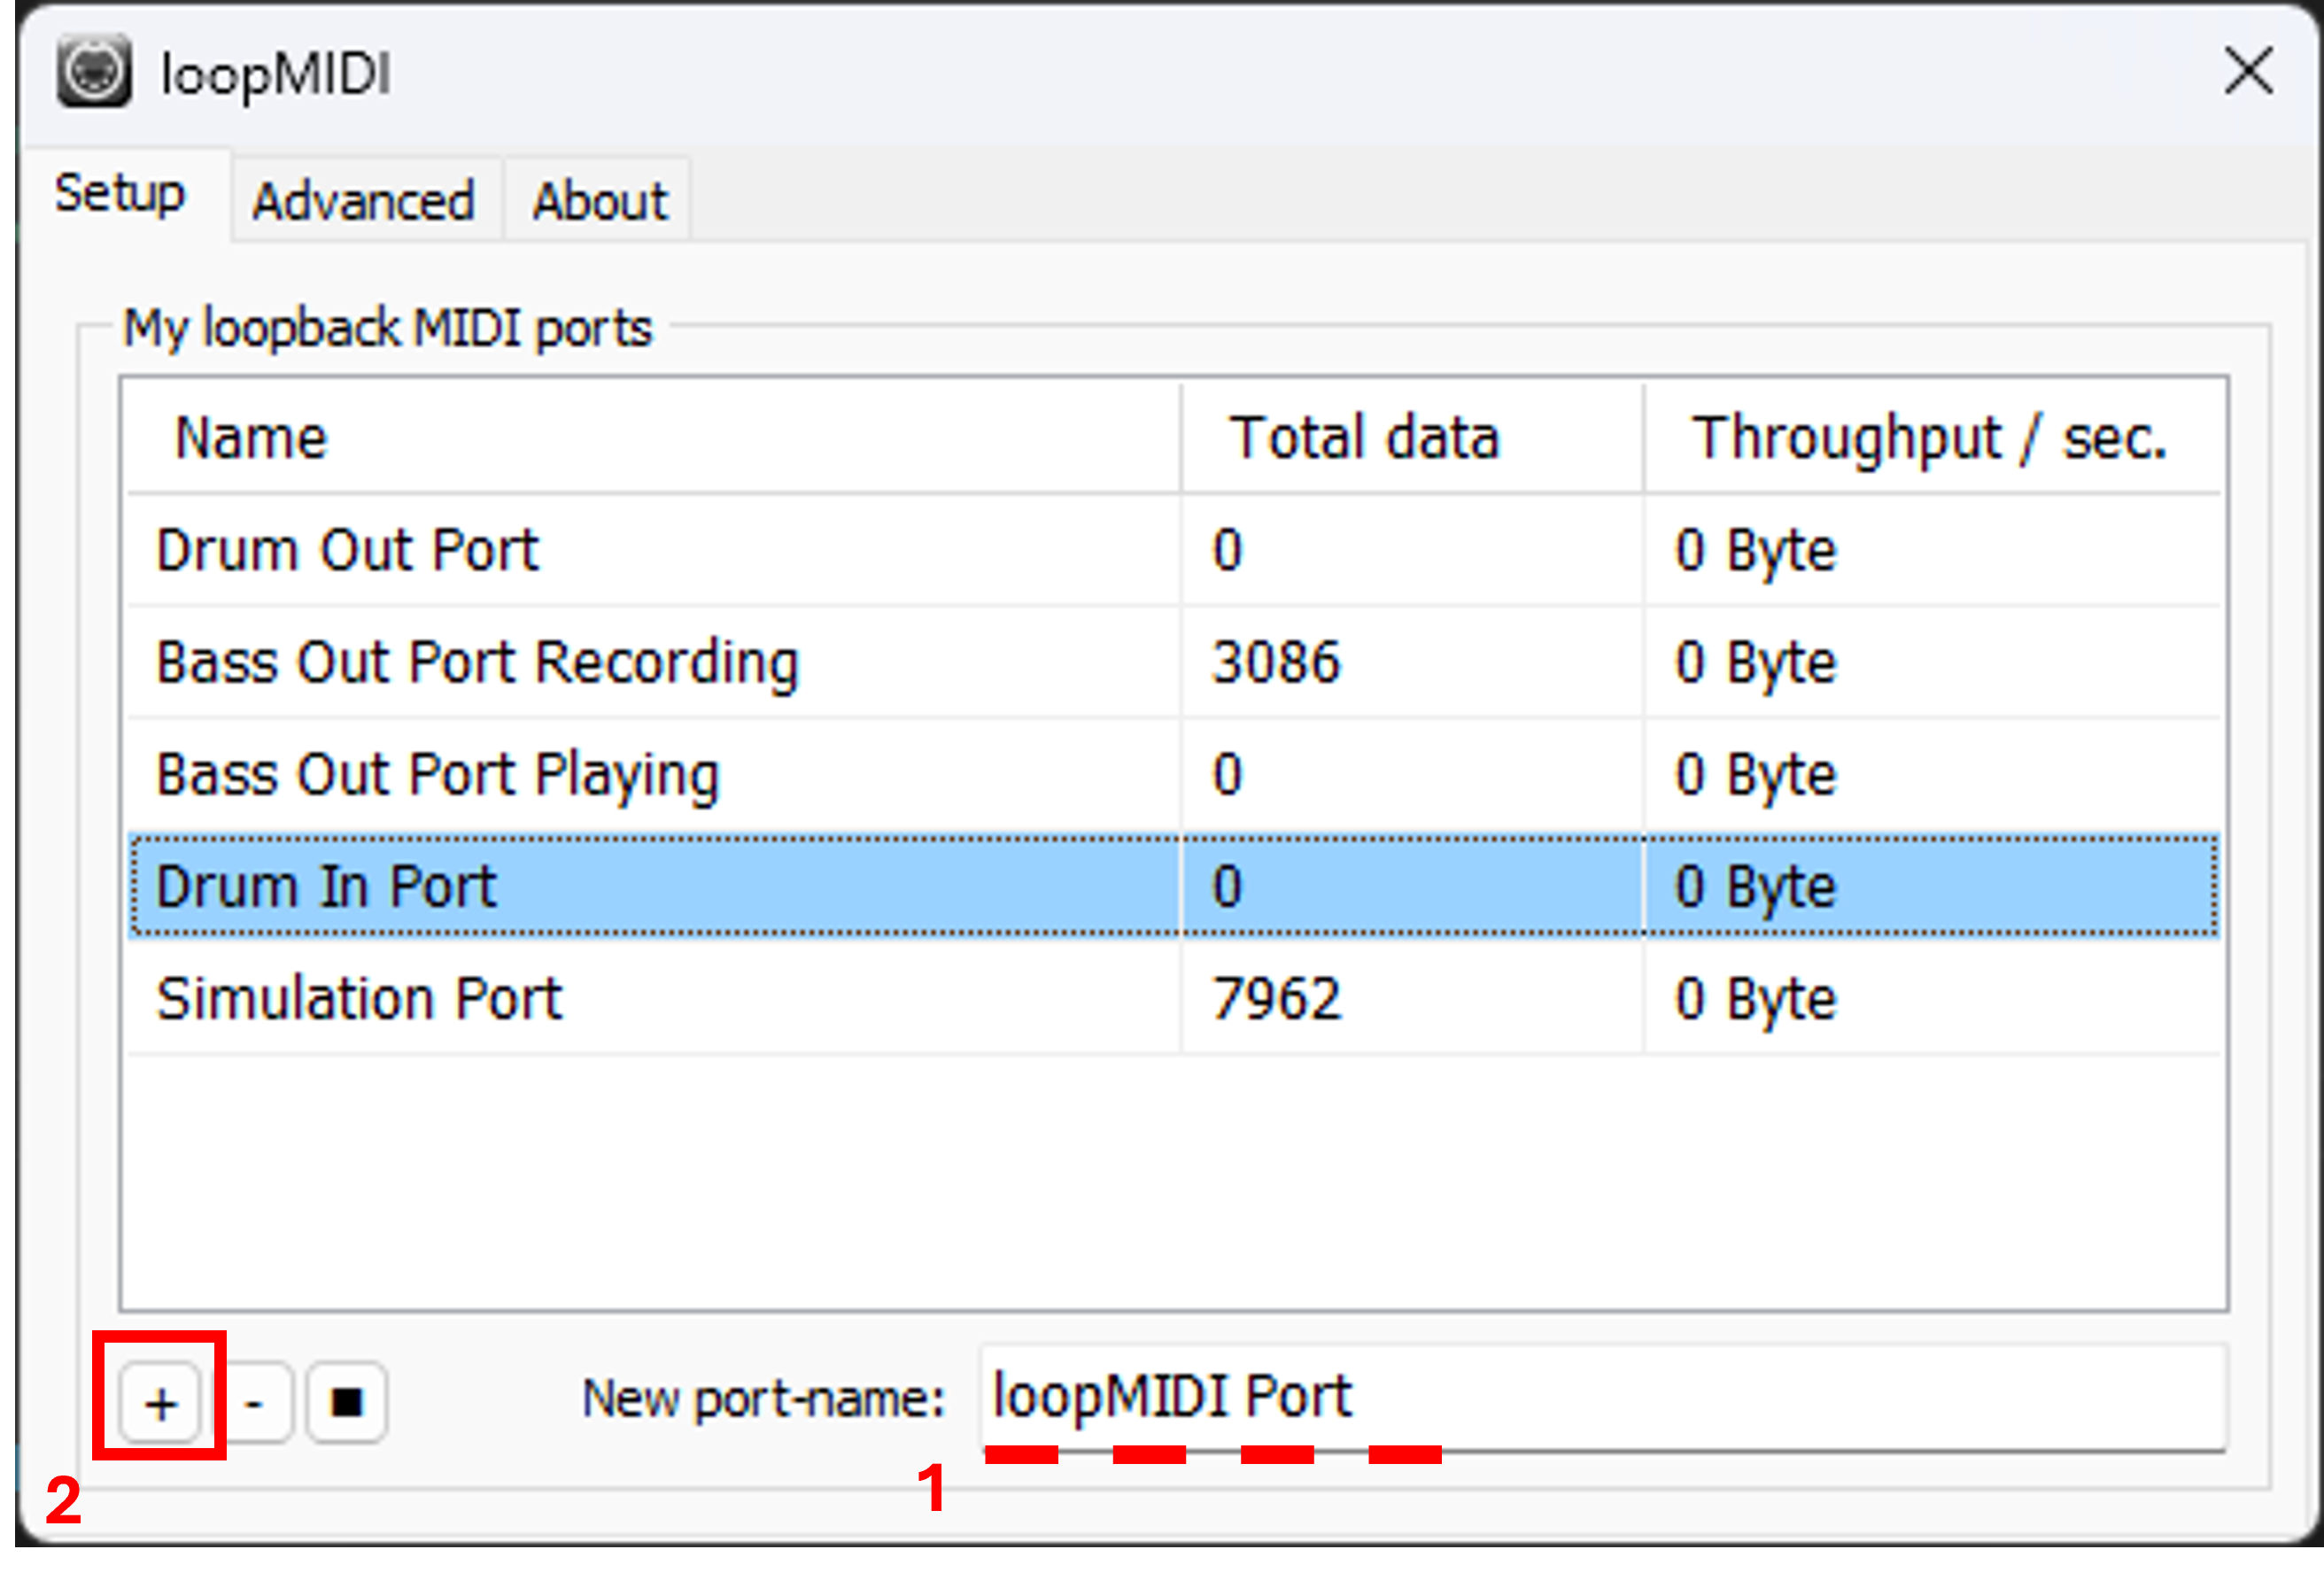 loopMIDI
Setup Advanced About
My loopback MIDI ports
Name Total data Throughput / sec.
Drum Out Port 0 0 Byte
Bass Out Port Recording 3086 0 Byte
Bass Out Port Playing 0 0 Byte
Drum In Port 0 0 Byte
Simulation Port 7962 0 Byte
+ - New port-name: loopMIDI Port
2 1